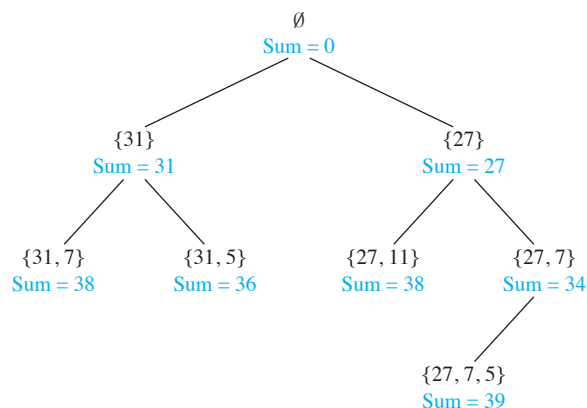 ∅
Sum = 0
{31}
Sum = 31
{27}
Sum = 27
{31, 7}
Sum = 38
{31, 5}
Sum = 36
{27, 11}
Sum = 38
{27, 7}
Sum = 34
{27, 7, 5}
Sum = 39